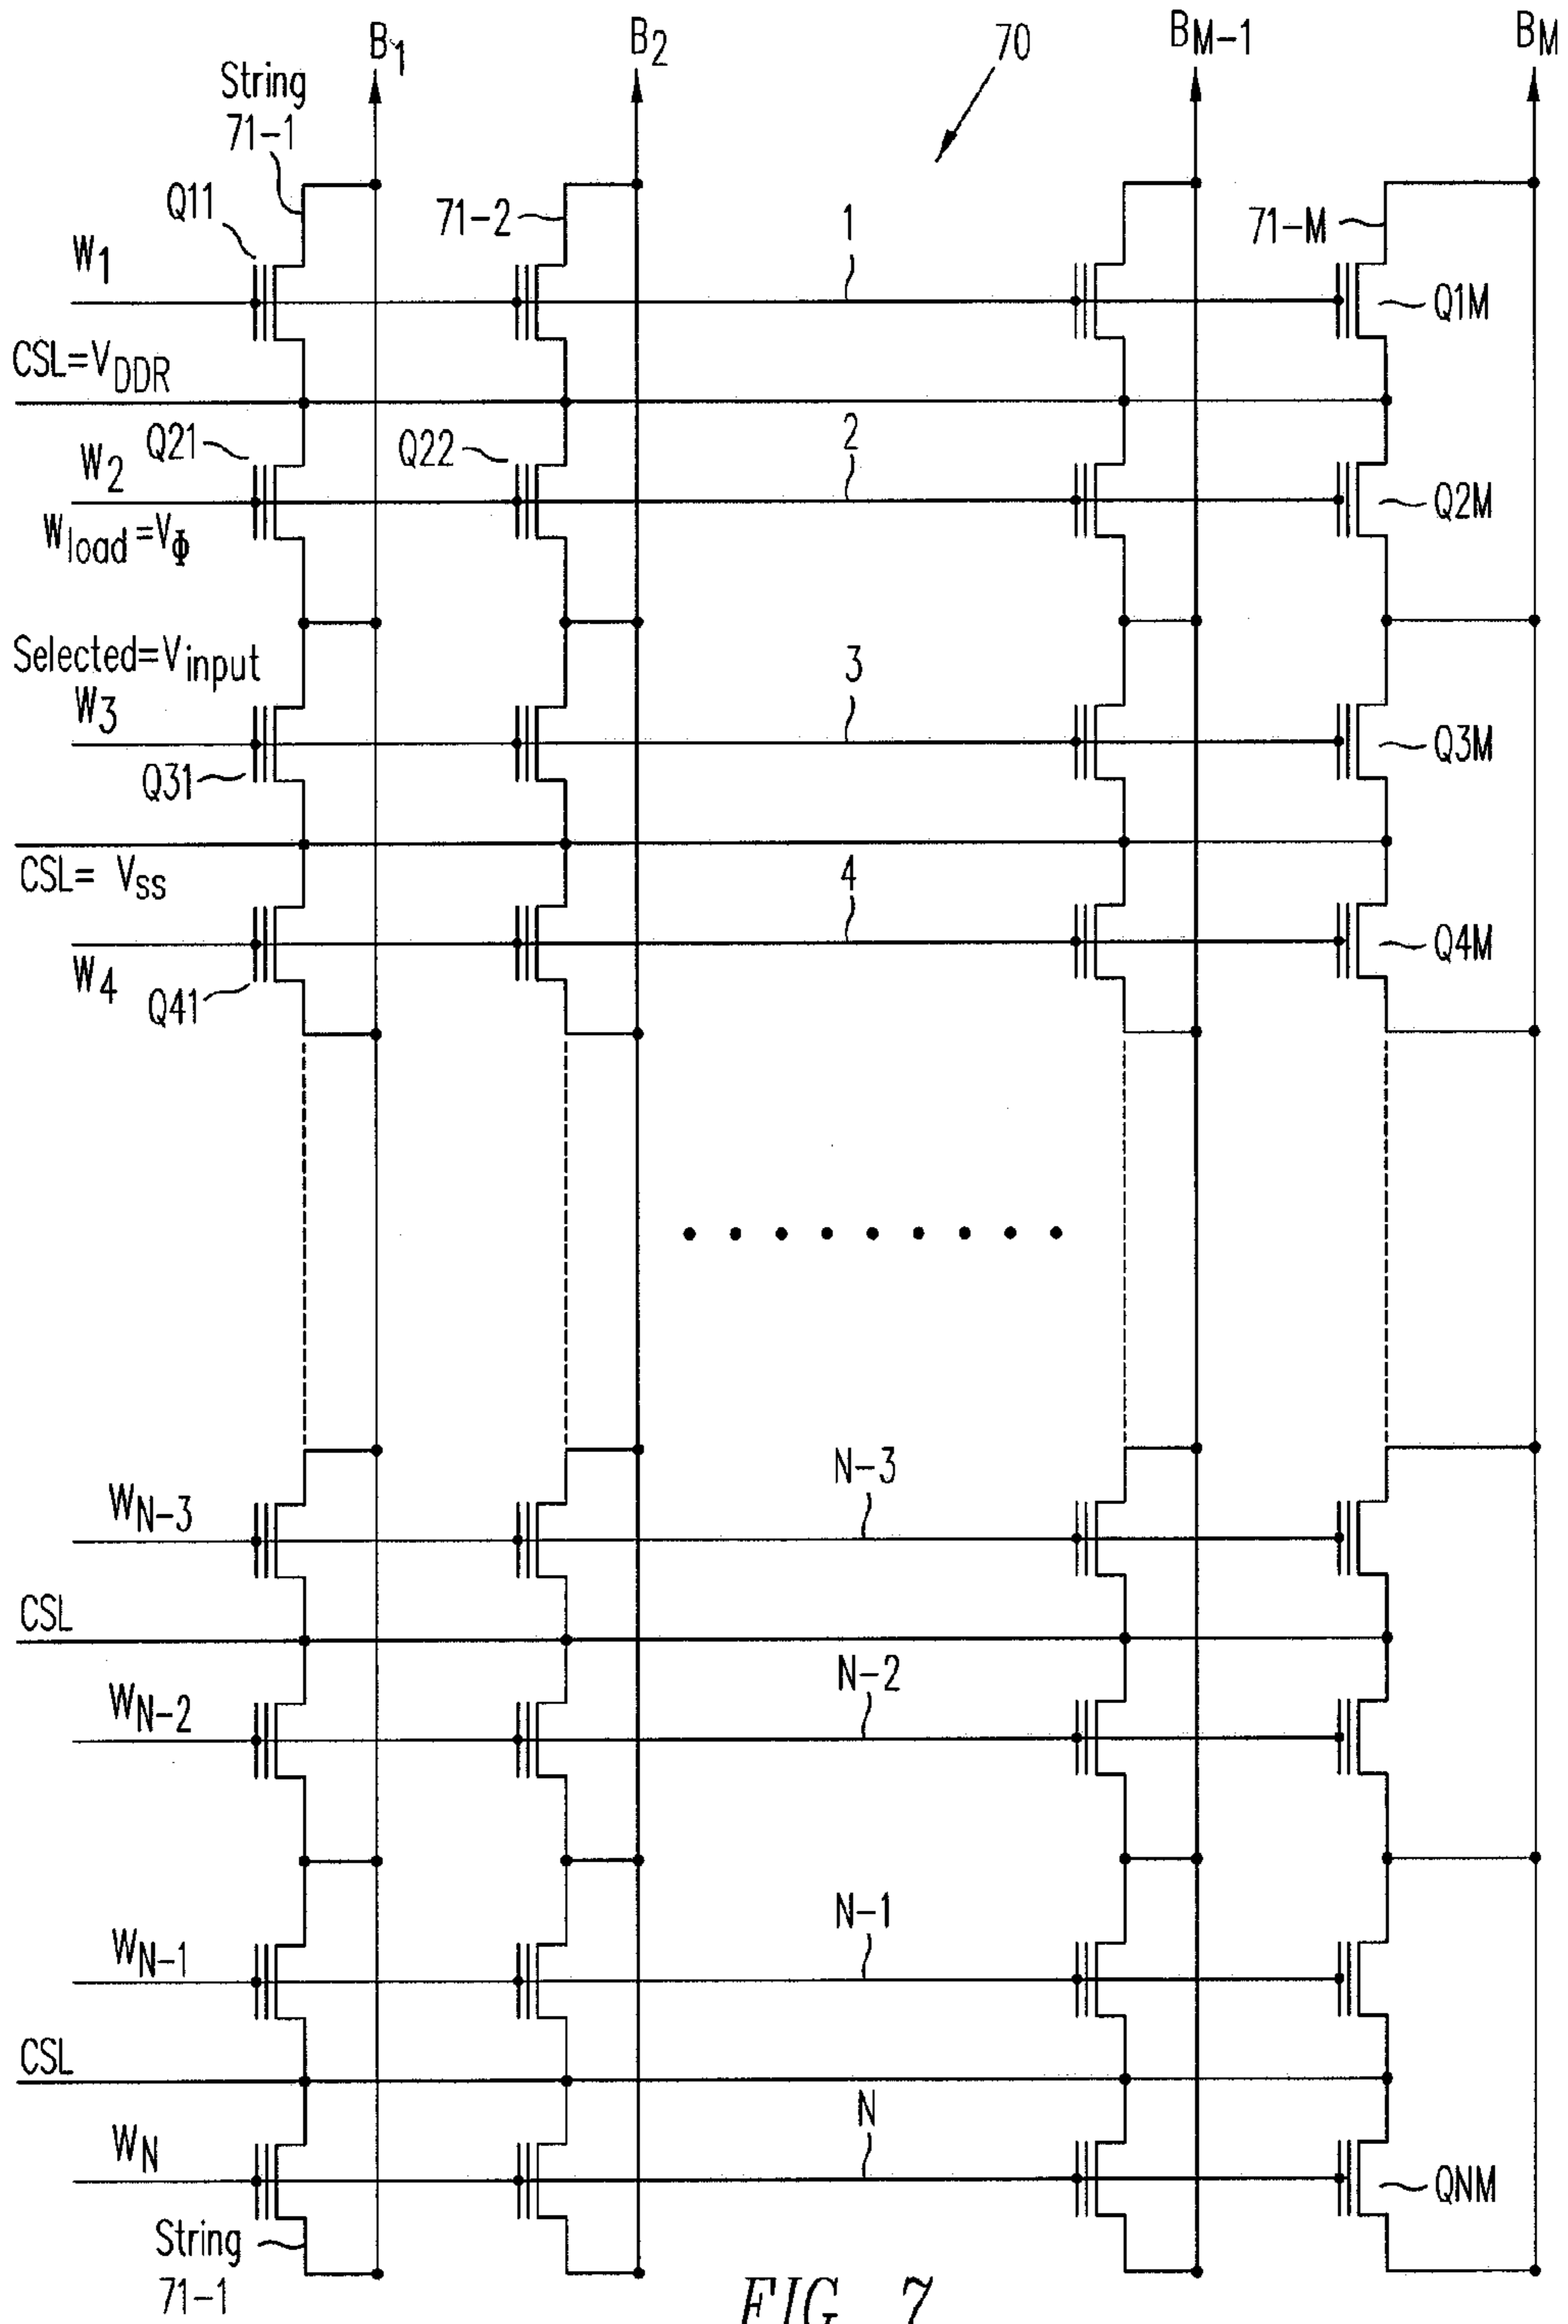 B1 B2 70 BM-1 BM
String
71-1
Q11 71-2 1 71-M
W1 Q1M
CSL=VDDR
Q21 Q22 2
W2 Q2M
Wload=VΦ
Selected=Vinput
3
W3 Q3M
Q31
CSL= VSS
4
Q4M
W4 Q41
N-3
WN-3
CSL
N-2
WN-2
N-1
WN-1
CSL
N
WN
QNM
String
71-1
FIG. 7